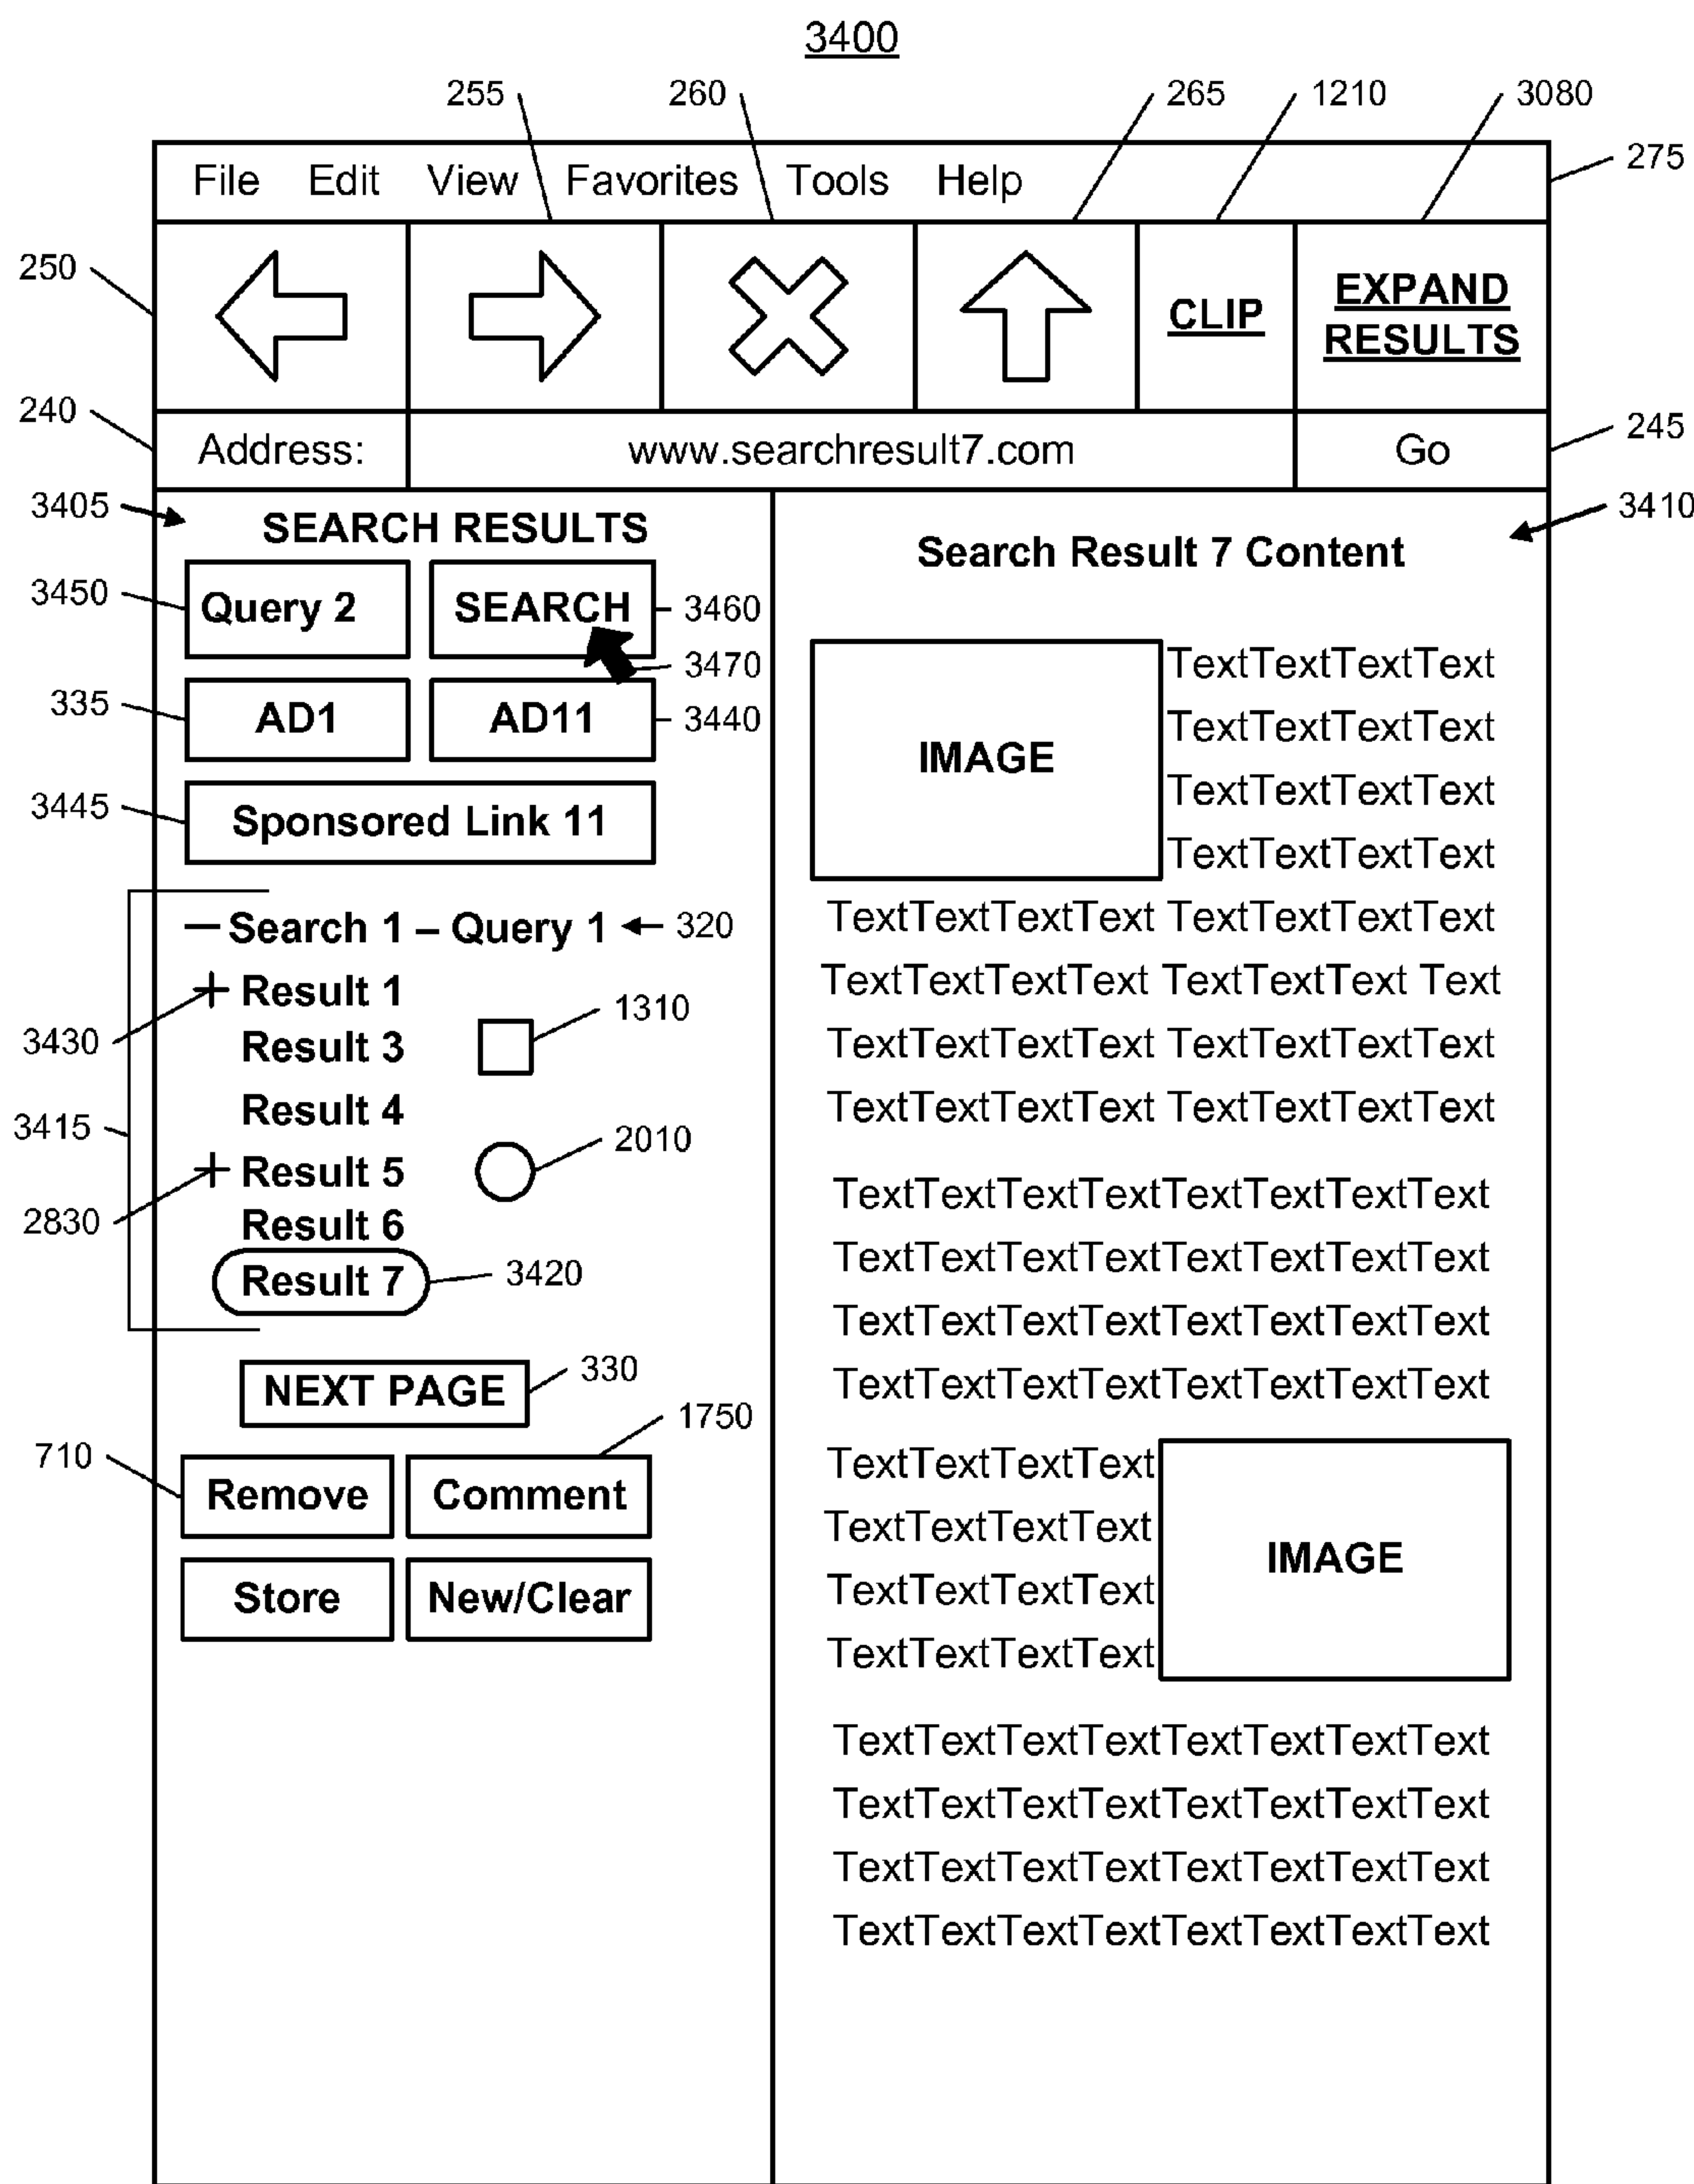 3400
255 260 265 1210 3080
275
File Edit View Favorites Tools Help
250
CLIP
EXPAND
RESULTS
240
Address: www.searchresult7.com Go
245
3405
SEARCH RESULTS
3450
Query 2
SEARCH
3460
3470
335
AD1
AD11
3440
3445
Sponsored Link 11
– Search 1 – Query 1
320
+ Result 1
3430
Result 3
1310
Result 4
3415
2010
+ Result 5
2830
Result 6
Result 7
3420
NEXT PAGE
330
1750
710
Remove
Comment
Store
New/Clear
3410
Search Result 7 Content
IMAGE
TextTextTextText
TextTextTextText
TextTextTextText
TextTextTextText
TextTextTextText TextTextTextText
TextTextTextText TextTextText Text
TextTextTextText TextTextTextText
TextTextTextText TextTextTextText
TextTextTextTextTextTextTextText
TextTextTextTextTextTextTextText
TextTextTextTextTextTextTextText
TextTextTextTextTextTextTextText
TextTextTextText
TextTextTextText
TextTextTextText
TextTextTextText
IMAGE
TextTextTextTextTextTextTextText
TextTextTextTextTextTextTextText
TextTextTextTextTextTextTextText
TextTextTextTextTextTextTextText